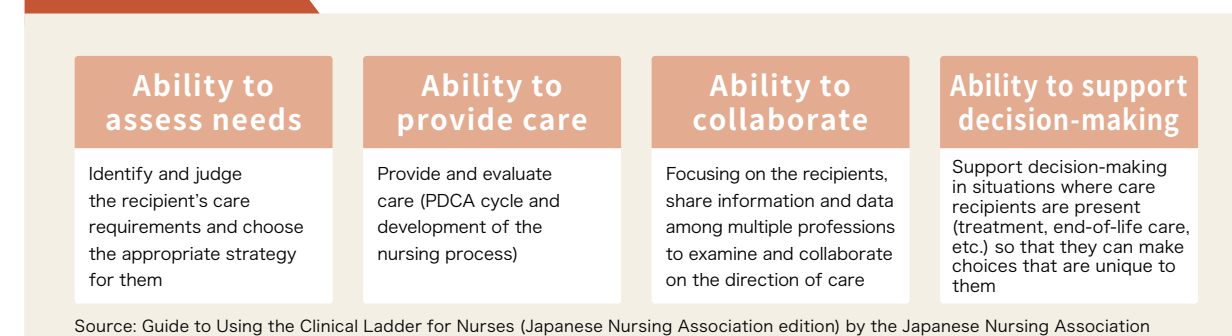 Ability to
assess needs
Identify and judge
the recipient’s care
requirements and choose
the appropriate strategy
for them
Ability to
provide care
Provide and evaluate
care (PDCA cycle and
development of the
nursing process)
Ability to
collaborate
Focusing on the recipients,
share information and data
among multiple professions
to examine and collaborate
on the direction of care
Ability to support
decision-making
Support decision-making
in situations where care
recipients are present
(treatment, end-of-life care,
etc.) so that they can make
choices that are unique to
them
Source: Guide to Using the Clinical Ladder for Nurses (Japanese Nursing Association edition) by the Japanese Nursing Association